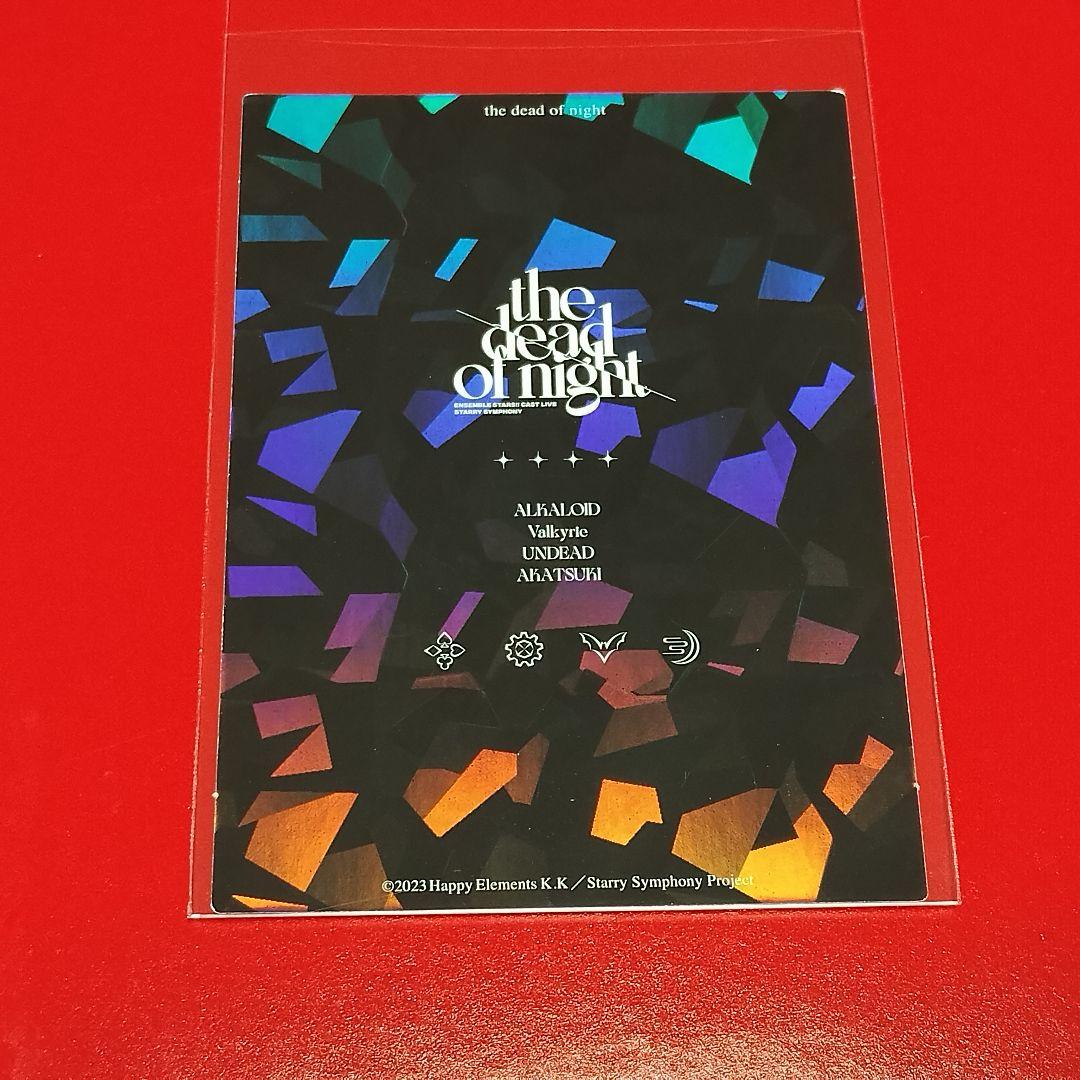 the dead of night
the
dead
of night
ENSEMBLE STARS!! CAST LIVE
STARRY SYMPHONY
ALKALOID
Valkyrie
UNDEAD
AKATSUKI
©2023 Happy Elements K.K／Starry Symphony Project